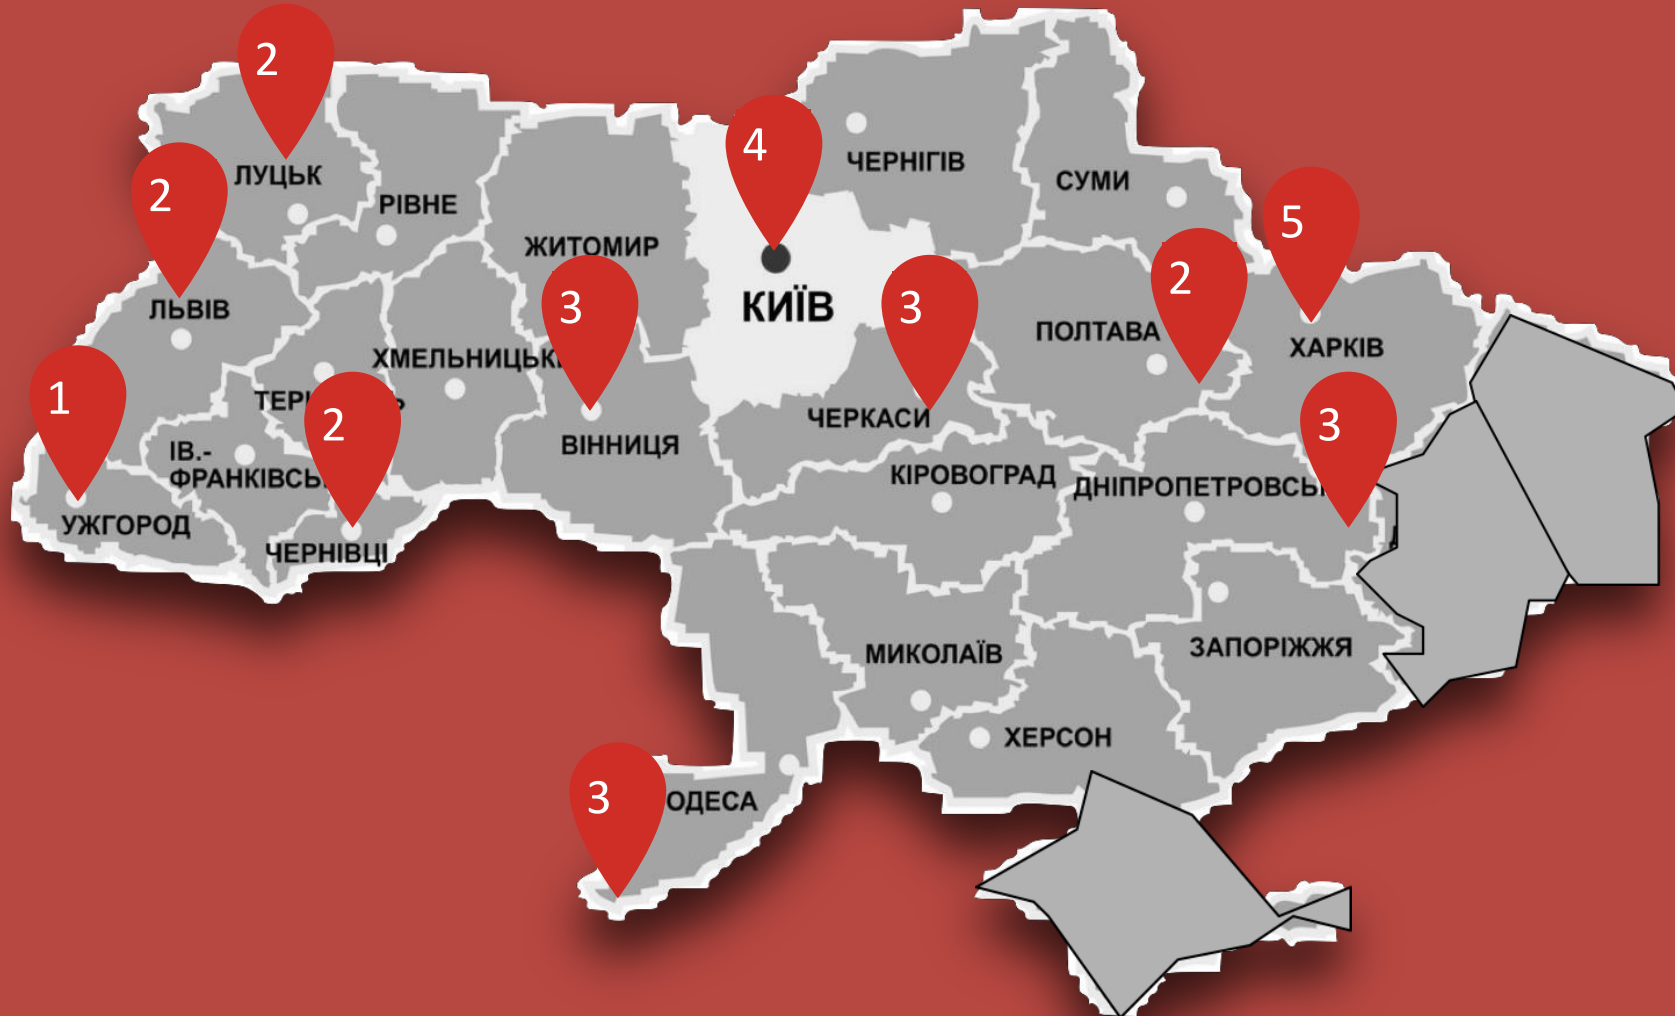 2
4
ЧЕРНІГІВ
ЛУЦЬК
СУМИ
2
РІВНЕ
5
ЖИТОМИР
2
КИЇВ
3
3
ЛЬВІВ
ПОЛТАВА
ХАРКІВ
ХМЕЛЬНИЦЬК
1
2
3
ЧЕРКАСИ
ВІННИЦЯ
ІВ.-
ФРАНКІВСЬ
КІРОВОГРАД
ДНІПРОПЕТРОВСЬ
УЖГОРОД
ЧЕРНІВЦІ
МИКОЛАЇВ
ЗАПОРІЖЖЯ
ХЕРСОН
3
ОДЕСА